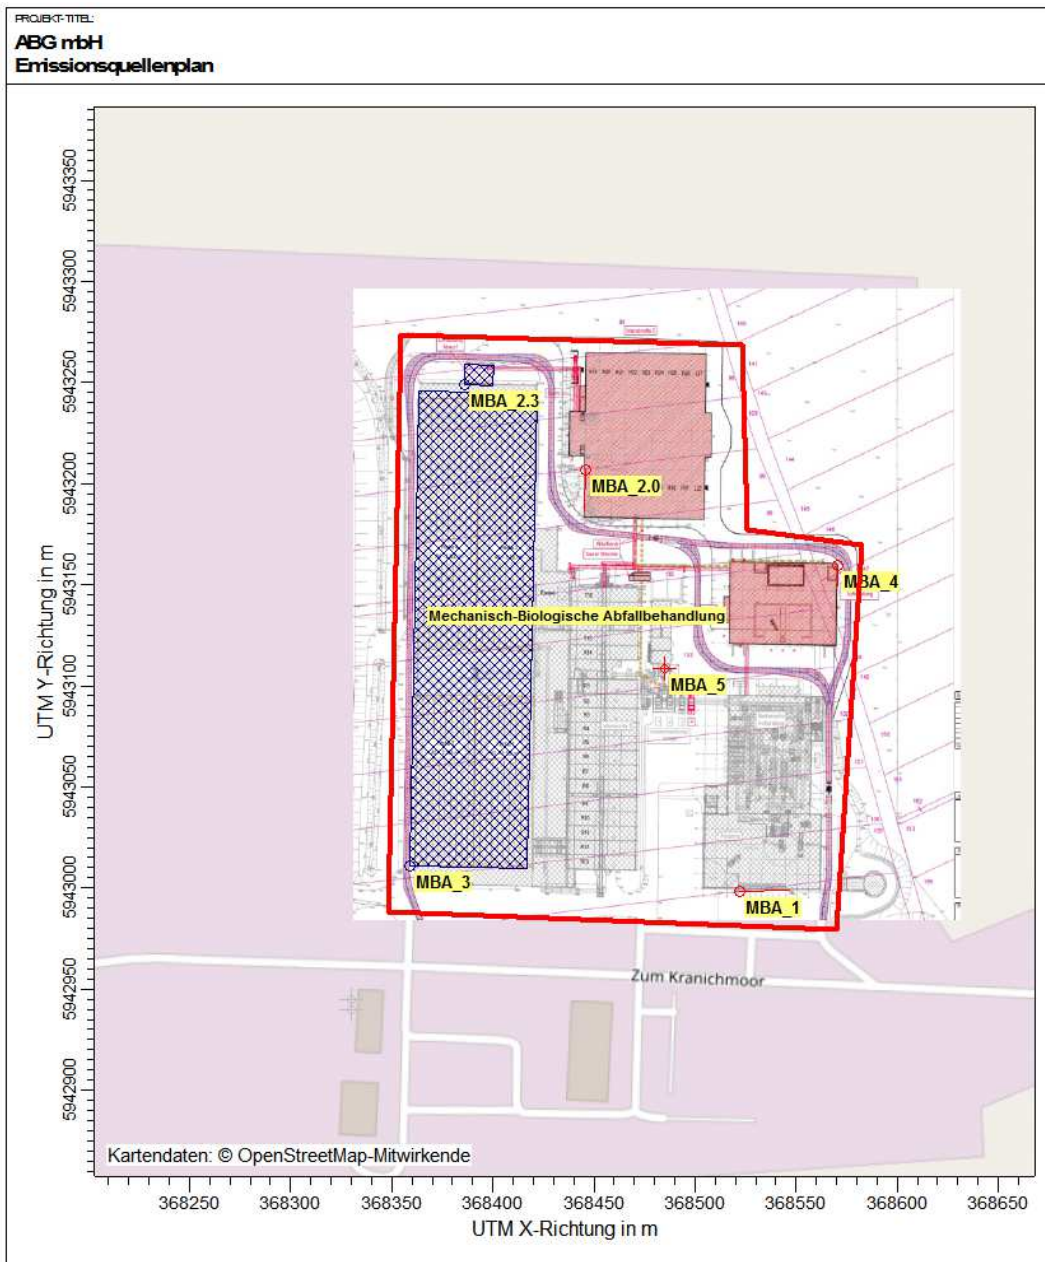 PROJEKT-TITEL:
ABG mbH
Emissionsquellenplan
UTM Y-Richtung in m
5943350
5943300
5943250
5943200
5943150
5943100
5943050
5943000
5942950
5942900
MBA_2.3
MBA_2.0
MBA_4
Mechanisch-Biologische Abfallbehandlung
MBA_5
MBA_3
MBA_1
Zum Kranichmoor
Kartendaten: © OpenStreetMap-Mitwirkende
368250 368300 368350 368400 368450 368500 368550 368600 368650
UTM X-Richtung in m